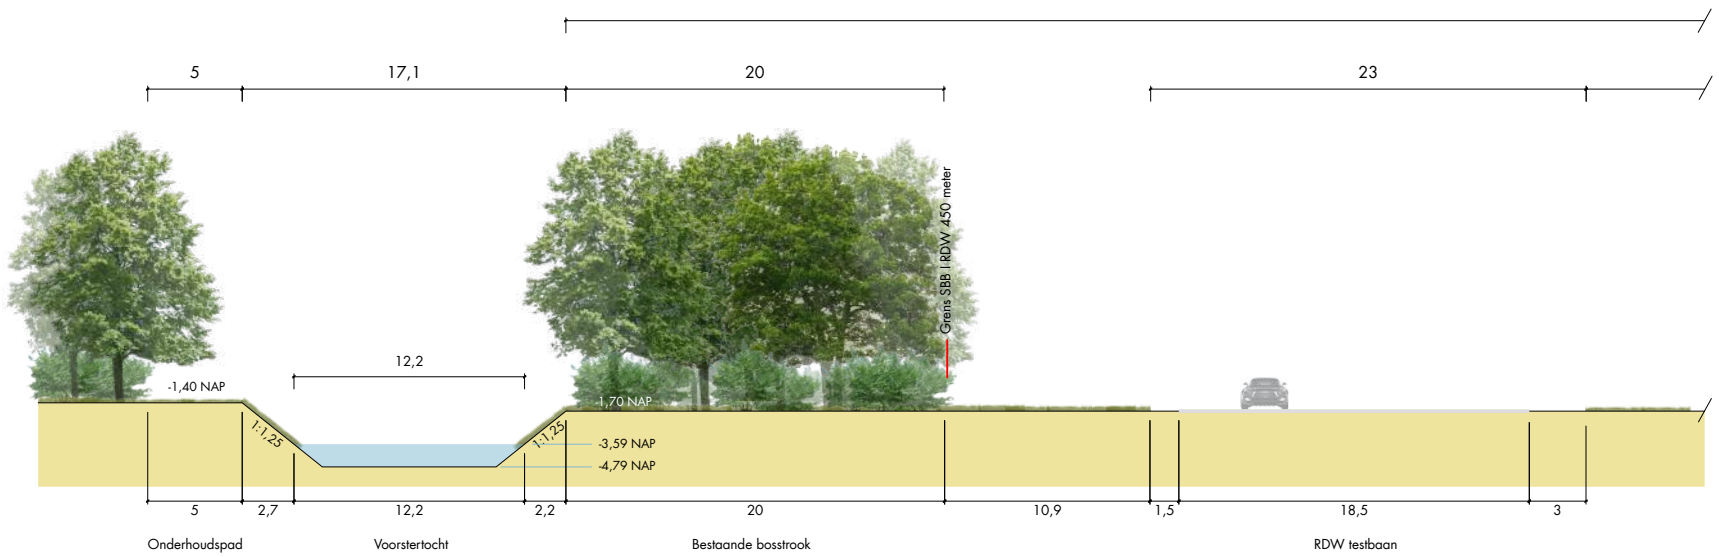 5
17,1
20
23
Grens SBB I RDW 450 meter
12,2
-1,40 NAP
-1,70 NAP
1:1,25
1:1,25
-3,59 NAP
-4,79 NAP
5
2,7
12,2
2,2
20
10,9
1,5
18,5
3
Onderhoudspad
Voorstertocht
Bestaande bosstrook
RDW testbaan